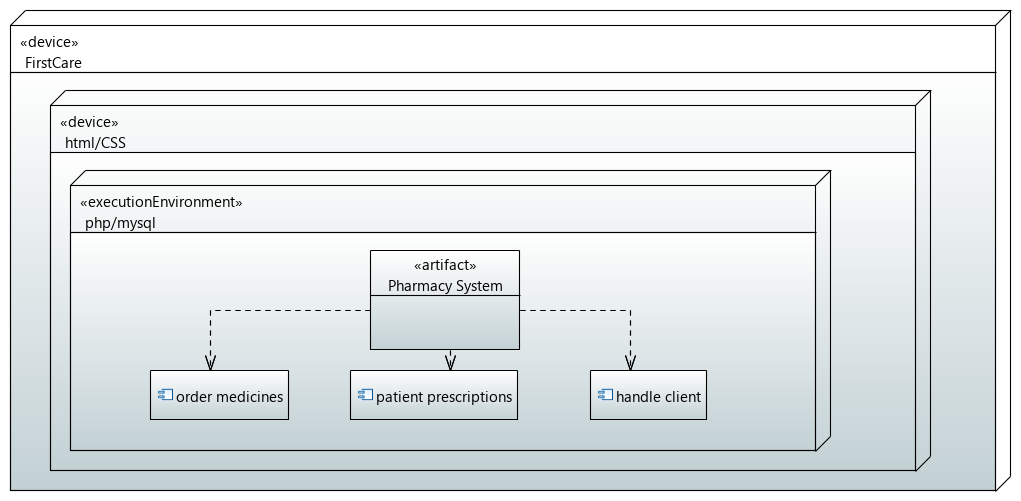 «device»
FirstCare
«device»
html/CSS
«executionEnvironment»
php/mysql
«artifact»
Pharmacy System
order medicines
patient prescriptions
handle client